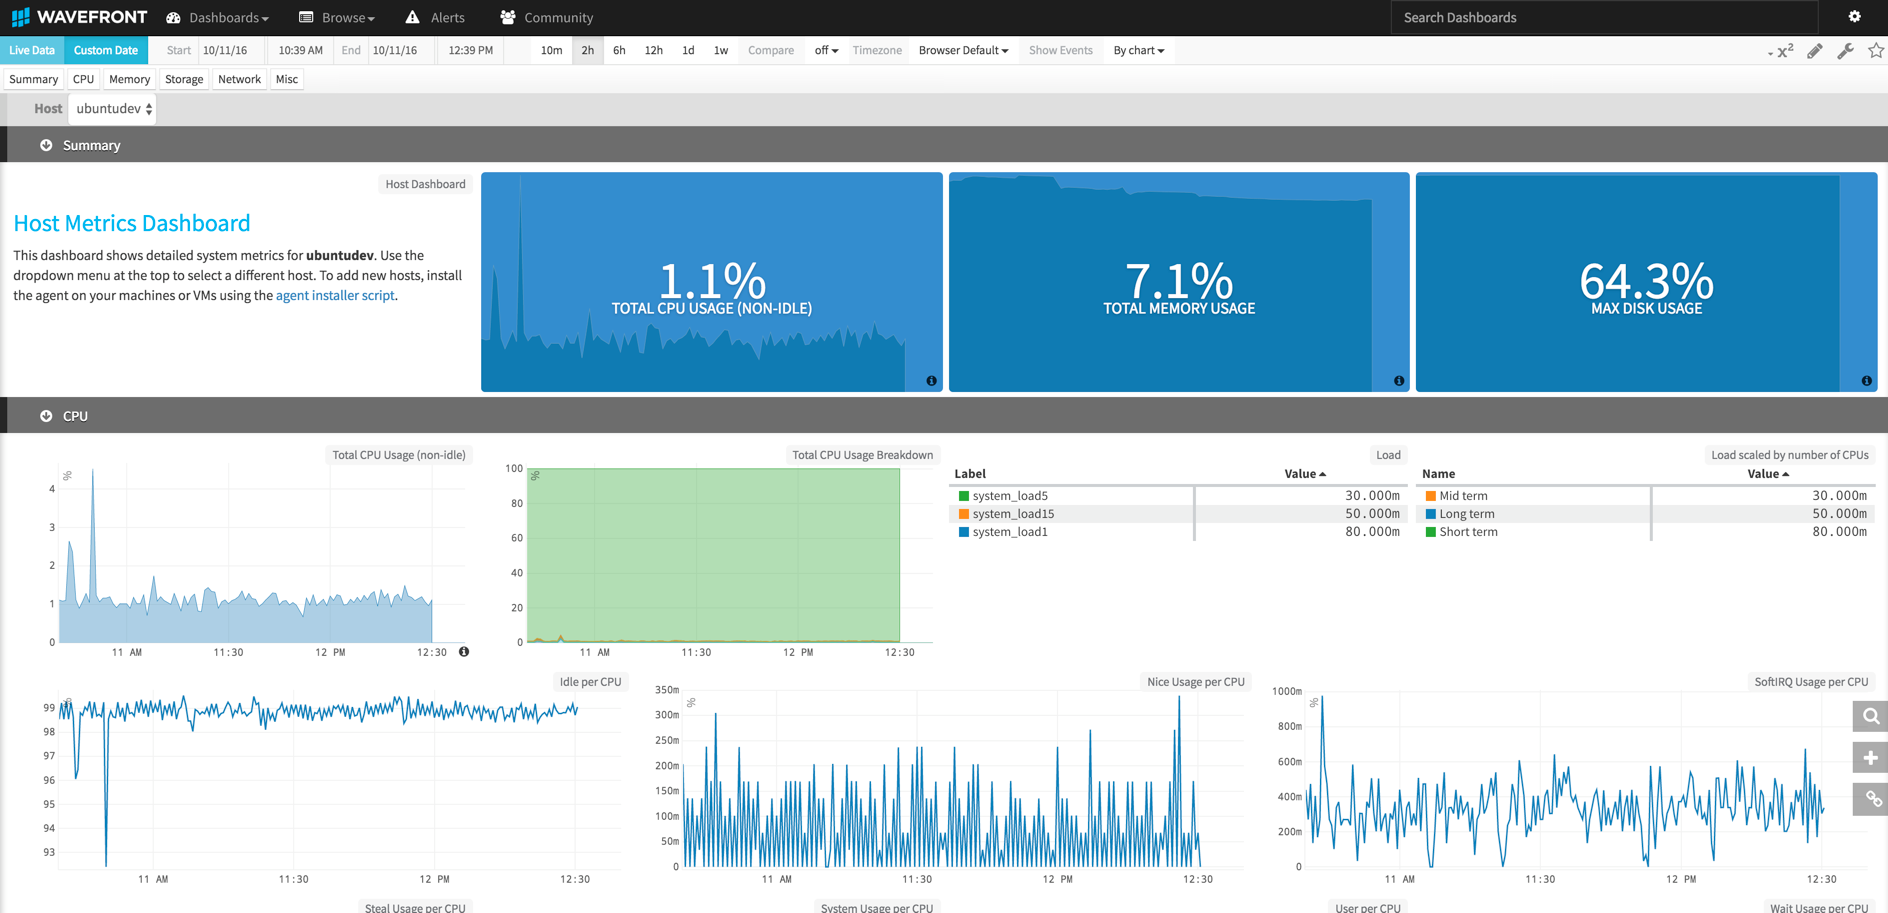 WAVEFRONT Dashboards Browse Alerts Community Search Dashboards
Live Data Custom Date Start 10/11/16 10:39 AM End 10/11/16 12:39 PM 10m 2h 6h 12h 1d 1w Compare off Timezone Browser Default Show Events By chart x²
Summary CPU Memory Storage Network Misc
Host ubuntudev
Summary
Host Dashboard
Host Metrics Dashboard
This dashboard shows detailed system metrics for ubuntudev. Use the
dropdown menu at the top to select a different host. To add new hosts, install
the agent on your machines or VMs using the agent installer script.
1.1%
TOTAL CPU USAGE (NON-IDLE)
7.1%
TOTAL MEMORY USAGE
64.3%
MAX DISK USAGE
CPU
Total CPU Usage (non-idle)
%
4
3
2
1
0
11 AM 11:30 12 PM 12:30
Total CPU Usage Breakdown
%
100
80
60
40
20
0
11 AM 11:30 12 PM 12:30
Load
Label Value
system_load5 30.000m
system_load15 50.000m
system_load1 80.000m
Load scaled by number of CPUs
Name Value
Mid term 30.000m
Long term 50.000m
Short term 80.000m
Idle per CPU
%
99
98
97
96
95
94
93
11 AM 11:30 12 PM 12:30
Nice Usage per CPU
%
350m
300m
250m
200m
150m
100m
50m
0
11 AM 11:30 12 PM 12:30
SoftIRQ Usage per CPU
%
1000m
800m
600m
400m
200m
0
11 AM 11:30 12 PM 12:30
Steal Usage per CPU System Usage per CPU User per CPU Wait Usage per CPU